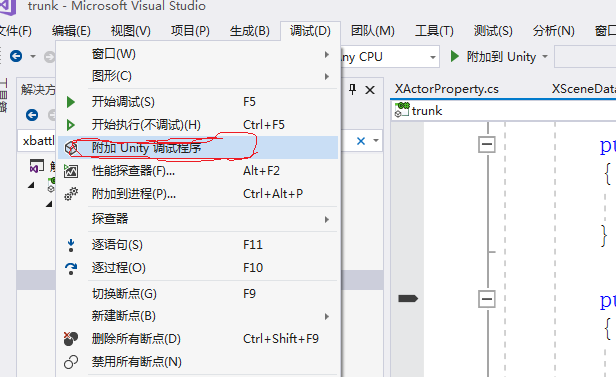 trunk - Microsoft Visual Studio
文件(F) 编辑(E) 视图(V) 项目(P) 生成(B) 调试(D) 团队(M) 工具(T) 测试(S) 分析(N) 窗
ny CPU 附加到 Unity
窗口(W)
图形(C)
开始调试(S) F5
开始执行(不调试)(H) Ctrl+F5
附加 Unity 调试程序
性能探查器(F)... Alt+F2
附加到进程(P)... Ctrl+Alt+P
探查器
逐语句(S) F11
逐过程(O) F10
切换断点(G) F9
新建断点(B)
删除所有断点(D) Ctrl+Shift+F9
禁用所有断点(N)
工具箱
解决方
xbattl
XActorProperty.cs XSceneData
trunk
pu
{
}
pu
{